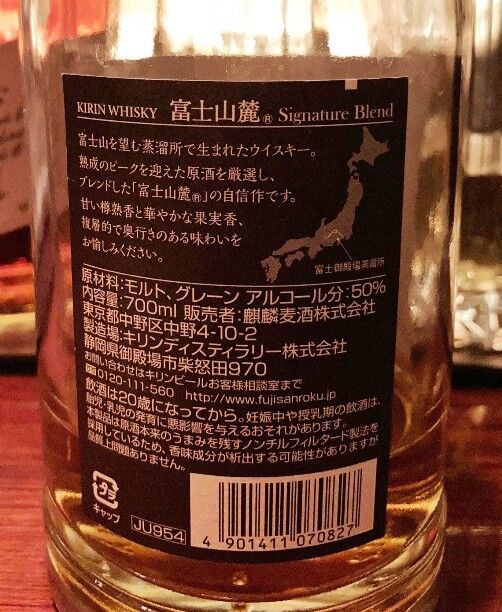 KIRIN WHISKY 富士山麓® Signature Blend
富士山を望む蒸溜所で生まれたウイスキー。
熟成のピークを迎えた原酒を厳選し、
ブレンドした「富士山麓®」の自信作です。
甘い樽熟香と華やかな果実香、
複層的で奥行きのある味わいを
お愉しみください。
富士御殿場蒸溜所
原材料:モルト、グレーン アルコール分:50%
内容量:700ml 販売者:麒麟麦酒株式会社
東京都中野区中野4-10-2
製造場:キリンディスティラリー株式会社
静岡県御殿場市柴怒田970
お問い合わせはキリンビールお客様相談室まで
0120-111-560 http://www.fujisanroku.jp/
飲酒は20歳になってから。妊娠中や授乳期の飲酒は、
胎児・乳児の発育に悪影響を与えるおそれがあります。
本製品は原酒本来のうまみを残すノンチルフィルタード製法を
採用しているため、香味成分が析出する可能性がありますが
品質上問題ありません。
プラ
キャップ
JU954
4 901411 070827